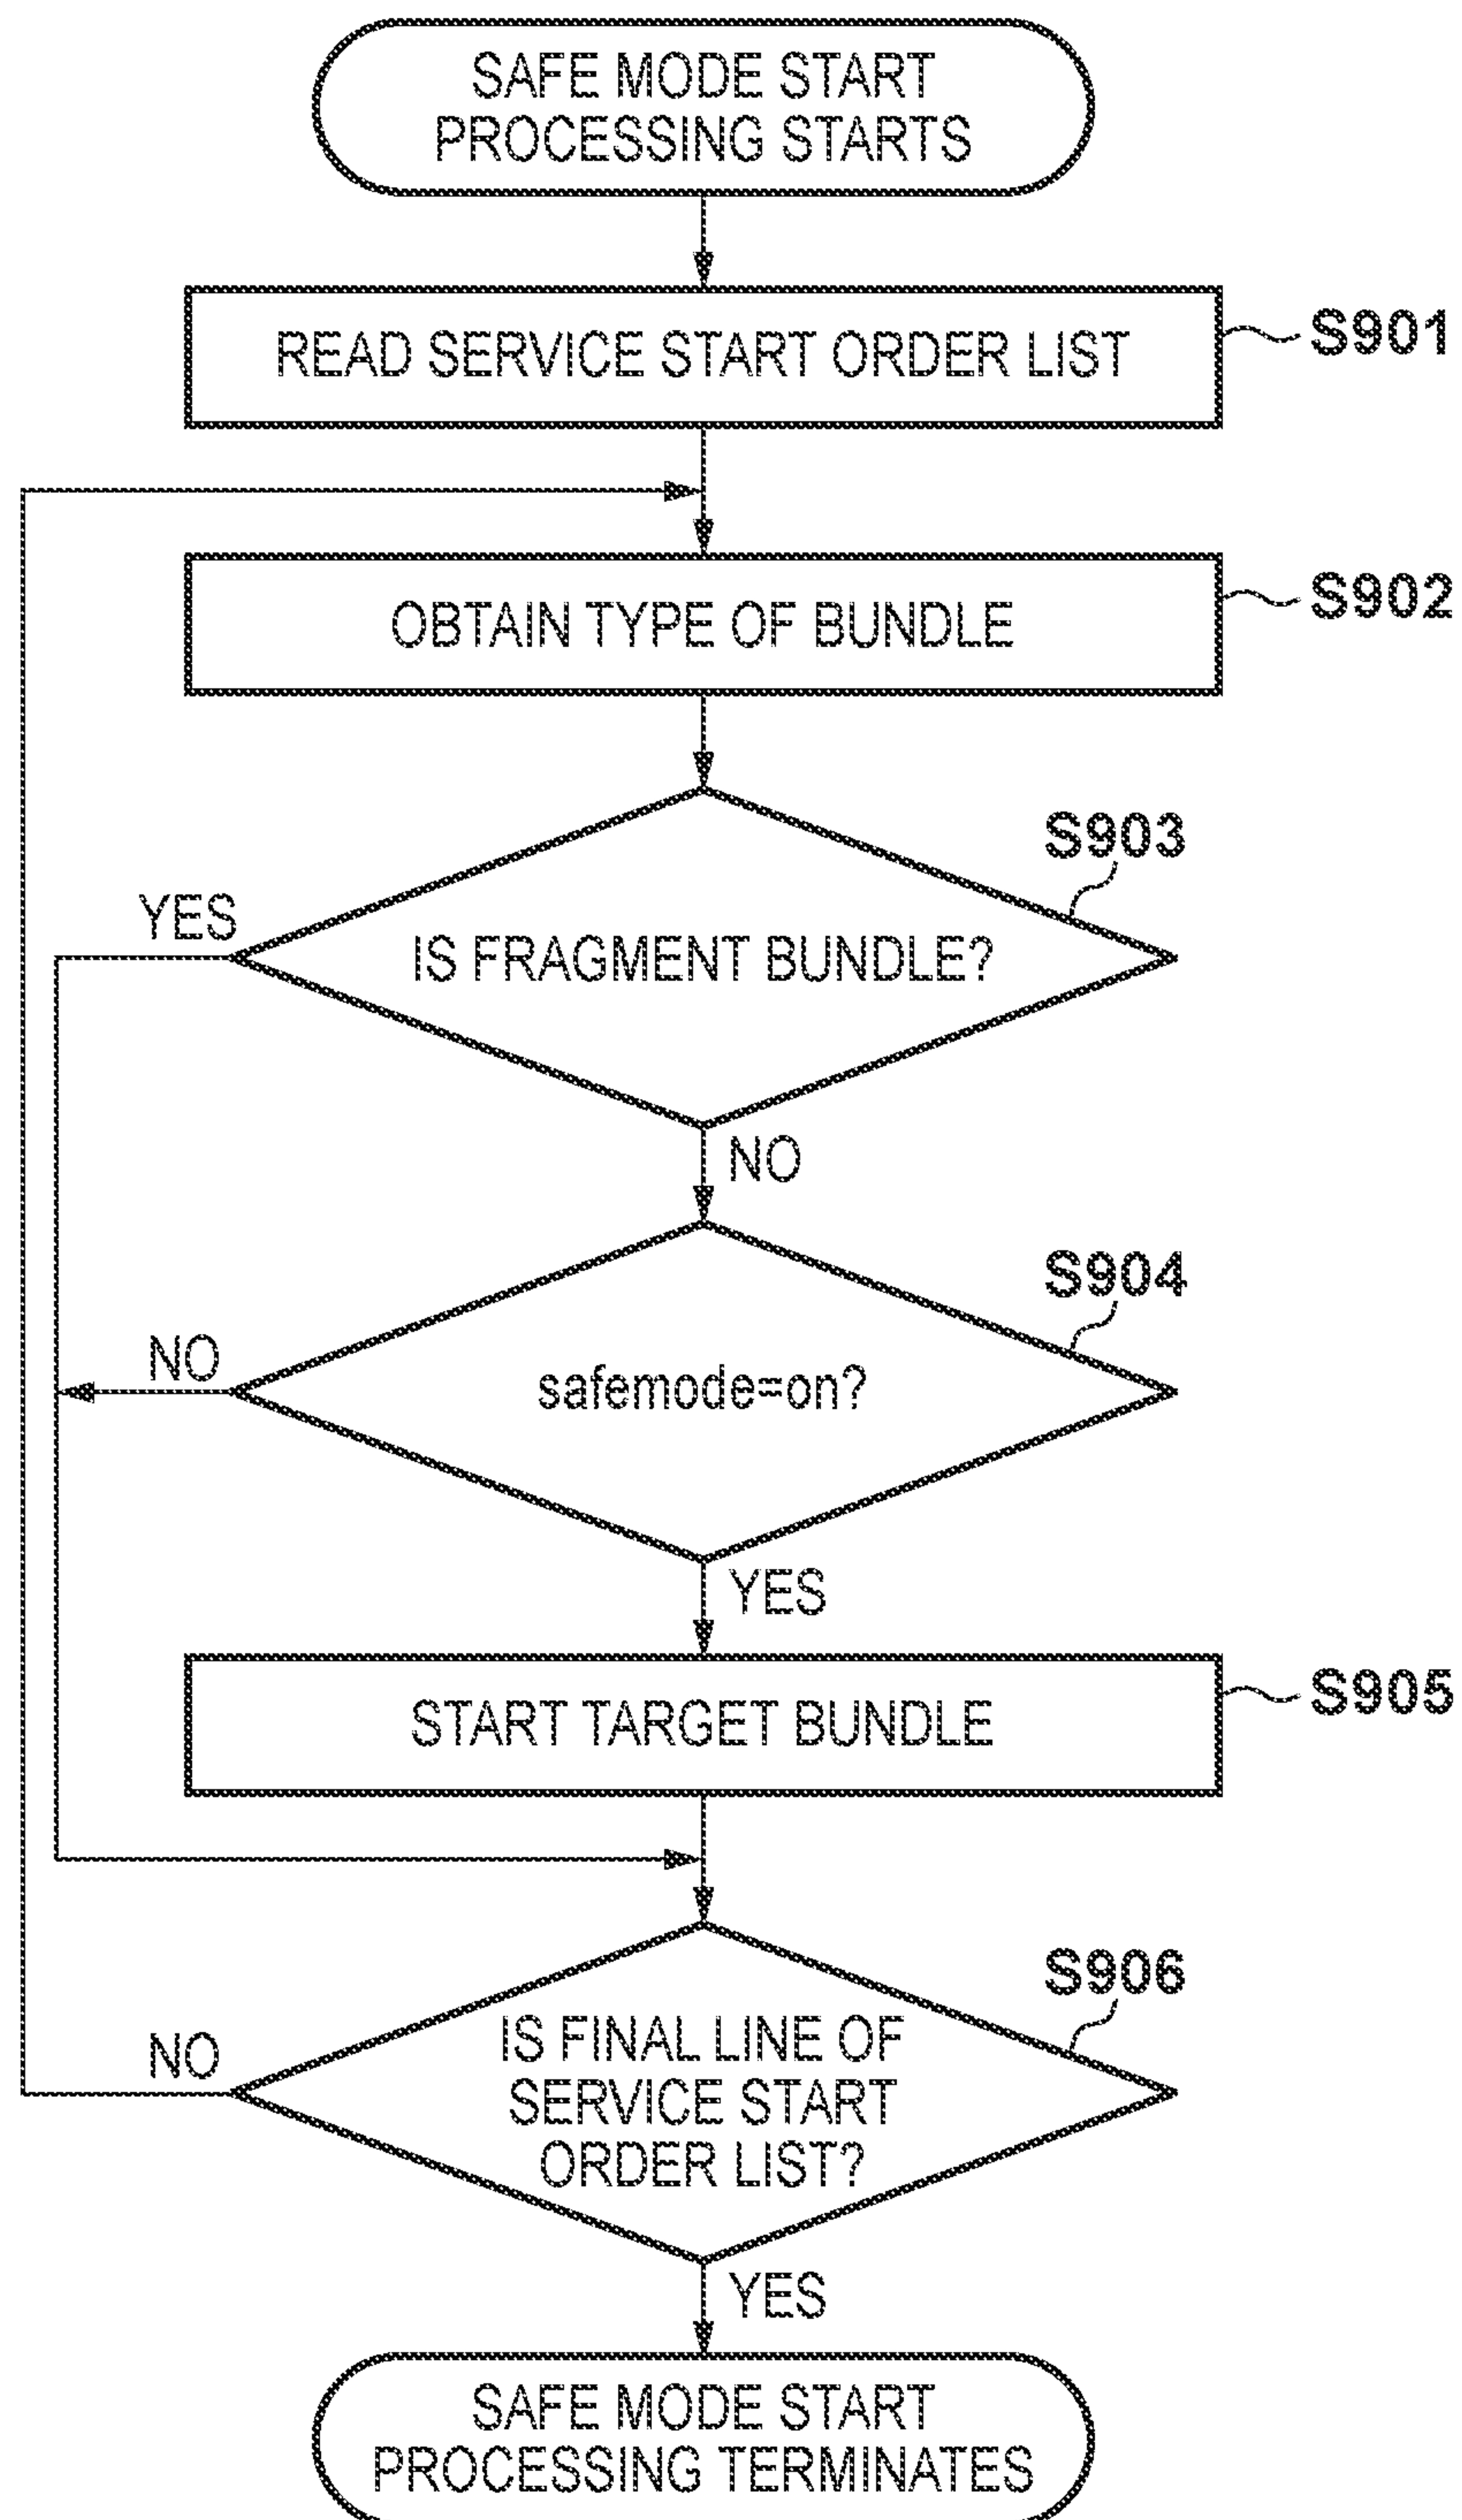 SAFE MODE START
PROCESSING STARTS
READ SERVICE START ORDER LIST
S901
OBTAIN TYPE OF BUNDLE
S902
S903
YES
IS FRAGMENT BUNDLE?
NO
S904
NO
safemode=on?
YES
START TARGET BUNDLE
S905
S906
NO
IS FINAL LINE OF
SERVICE START
ORDER LIST?
YES
SAFE MODE START
PROCESSING TERMINATES